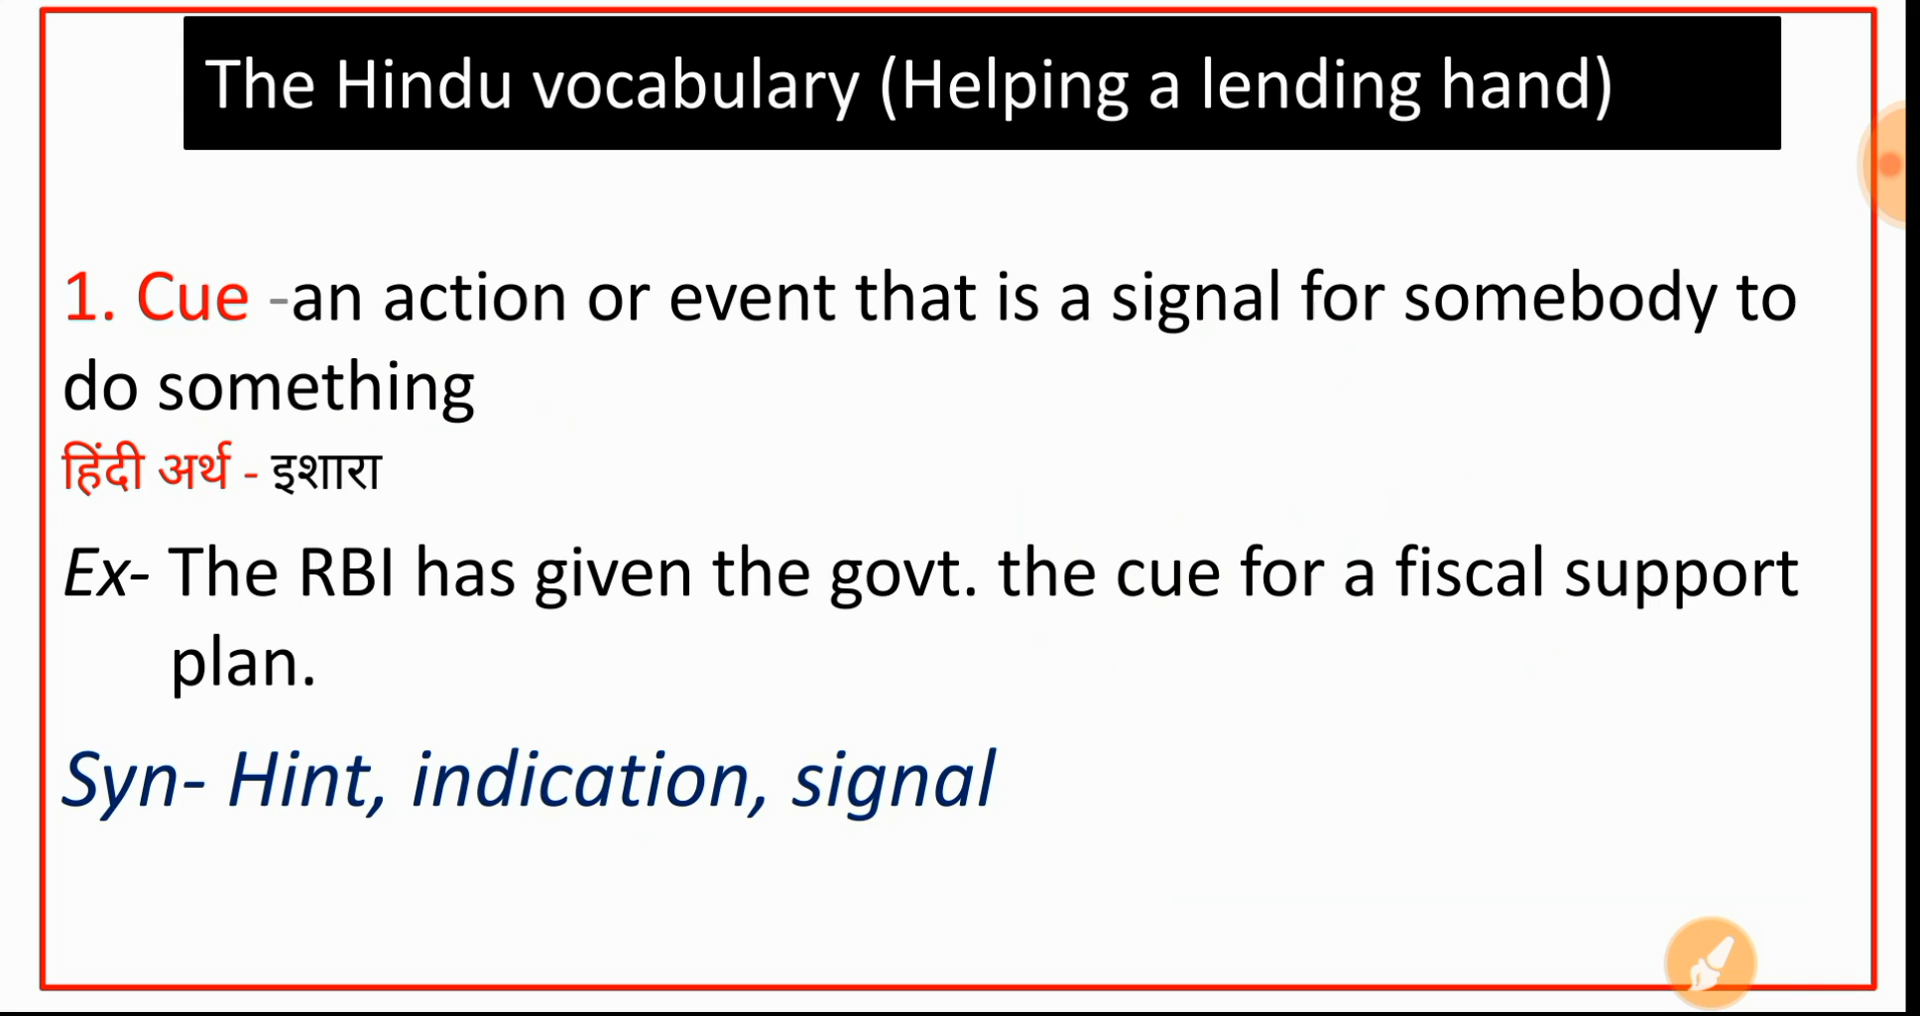 The Hindu vocabulary (Helping a lending hand)
1. Cue -an action or event that is a signal for somebody to
do something
हिंदी अर्थ - इशारा
Ex- The RBI has given the govt. the cue for a fiscal support
plan.
Syn- Hint, indication, signal